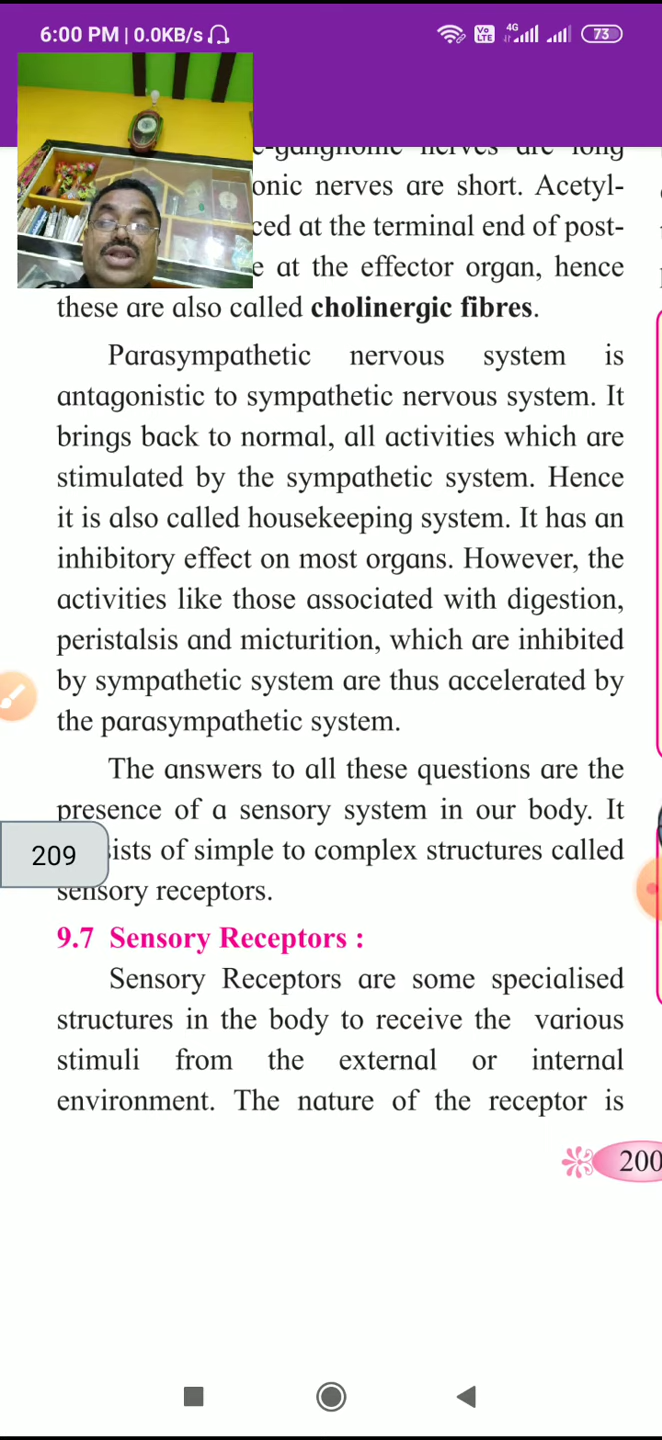 6:00 PM | 0.0KB/s
Vo LTE 4G 73
onic nerves are short. Acetyl-
ced at the terminal end of post-
e at the effector organ, hence
these are also called cholinergic fibres.
Parasympathetic nervous system is
antagonistic to sympathetic nervous system. It
brings back to normal, all activities which are
stimulated by the sympathetic system. Hence
it is also called housekeeping system. It has an
inhibitory effect on most organs. However, the
activities like those associated with digestion,
peristalsis and micturition, which are inhibited
by sympathetic system are thus accelerated by
the parasympathetic system.
The answers to all these questions are the
presence of a sensory system in our body. It
209 ists of simple to complex structures called
sensory receptors.
9.7 Sensory Receptors :
Sensory Receptors are some specialised
structures in the body to receive the various
stimuli from the external or internal
environment. The nature of the receptor is
200